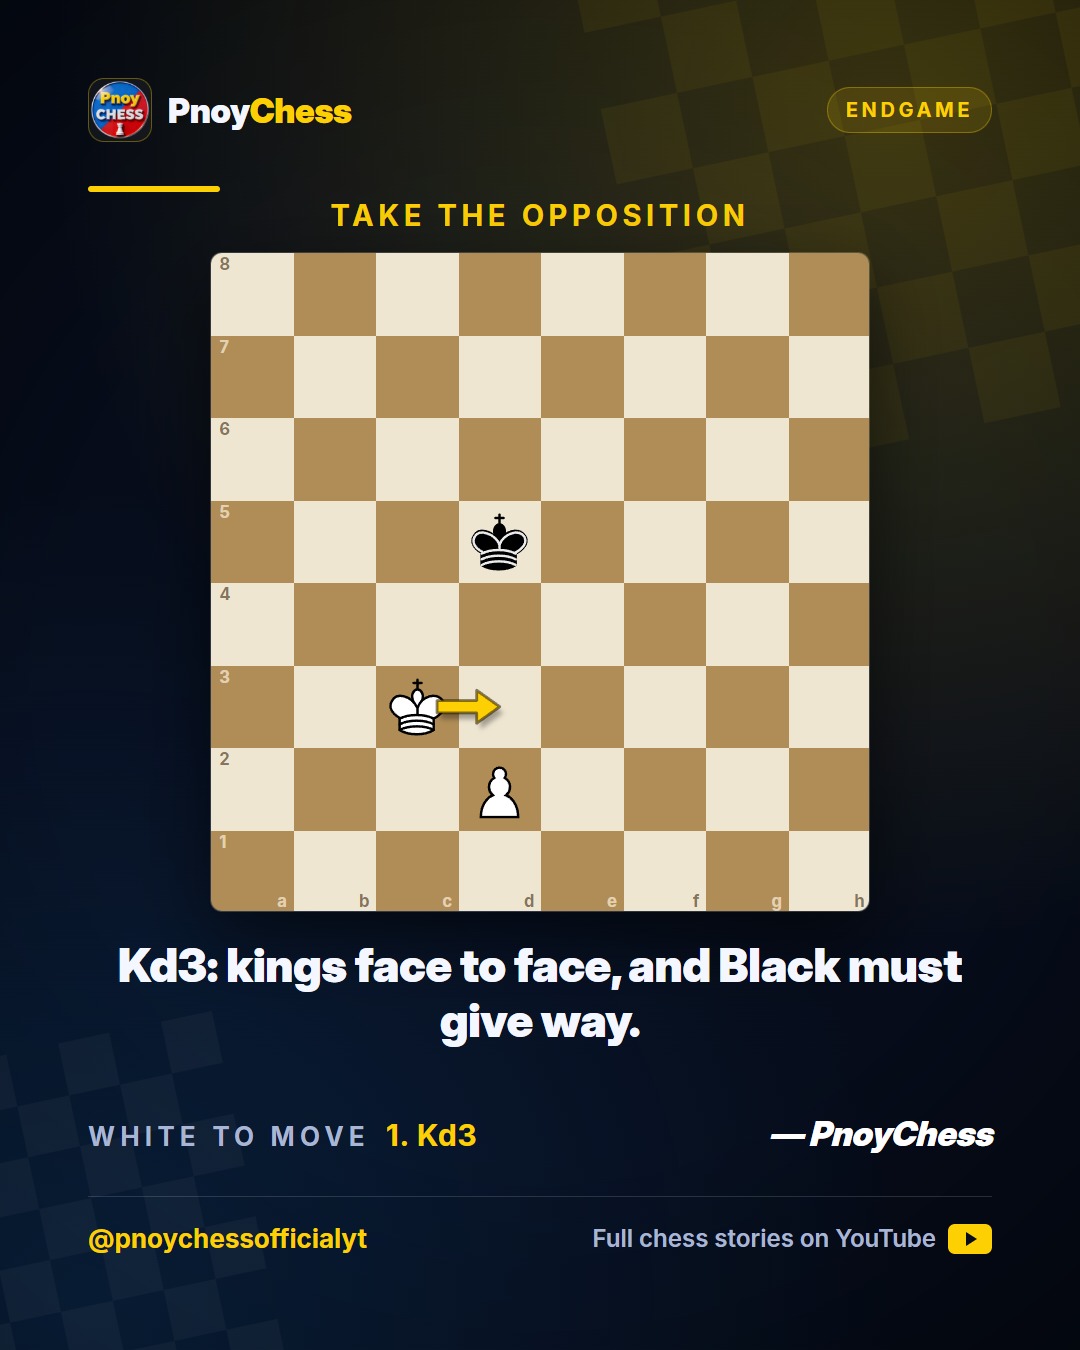 Pnoy
CHESS
PnoyChess
ENDGAME
TAKE THE OPPOSITION
8
7
6
5
4
3
2
1
a b c d e f g h
Kd3: kings face to face, and Black must
give way.
WHITE TO MOVE 1. Kd3
— PnoyChess
@pnoychessofficialyt
Full chess stories on YouTube